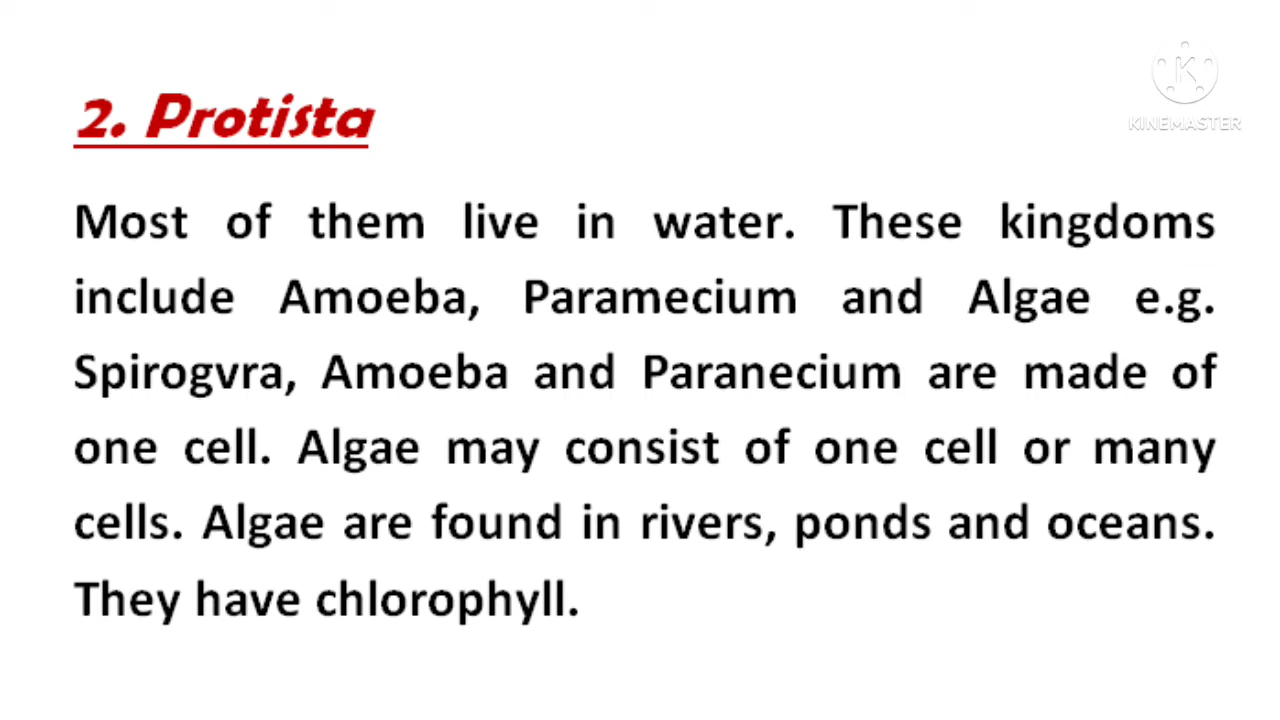 2. Protista
KINEMASTER
Most of them live in water. These kingdoms
include Amoeba, Paramecium and Algae e.g.
Spirogvra, Amoeba and Paranecium are made of
one cell. Algae may consist of one cell or many
cells. Algae are found in rivers, ponds and oceans.
They have chlorophyll.